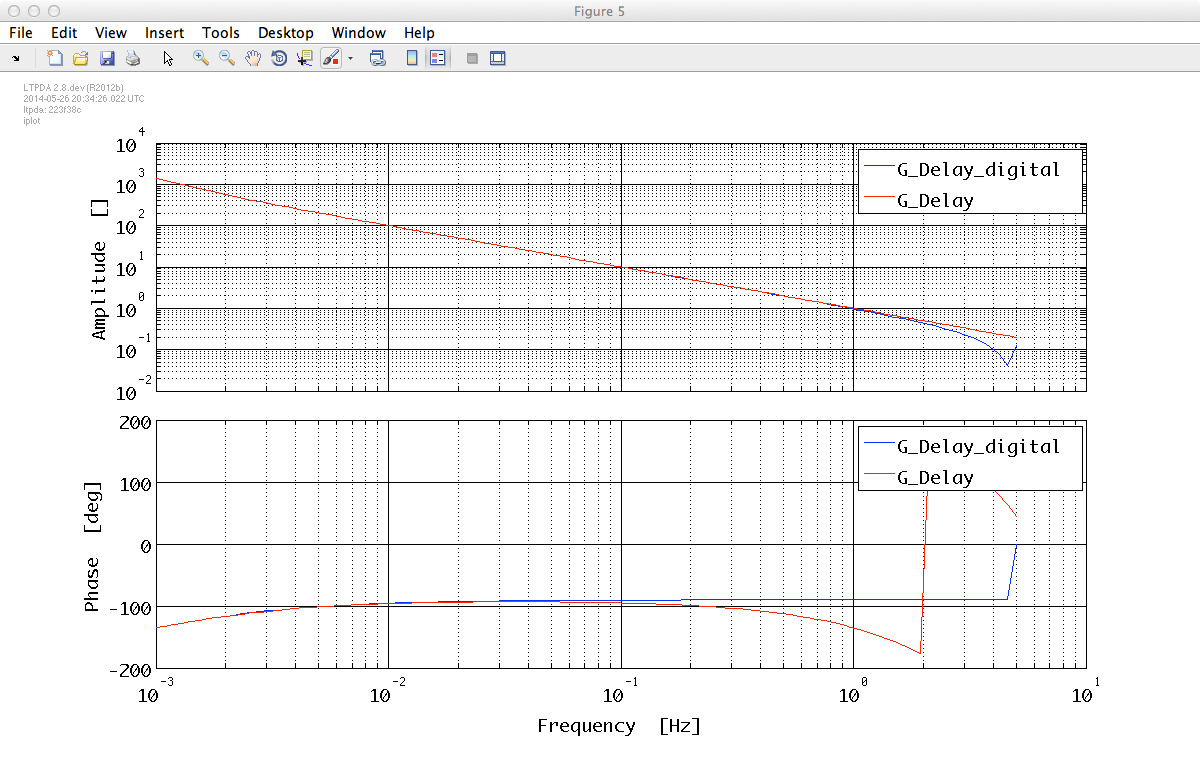 Figure 5
File Edit View Insert Tools Desktop Window Help
LTPDA 2.8.dev (R2012b)
2014-05-26 20:34:26.022 UTC
ltpda: 223f38c
iplot
10^4
10^3
10^2
10^1
10^0
10^-1
10^-2
Amplitude []
G_Delay_digital
G_Delay
200
100
0
-100
-200
Phase [deg]
G_Delay_digital
G_Delay
10^-3 10^-2 10^-1 10^0 10^1
Frequency [Hz]